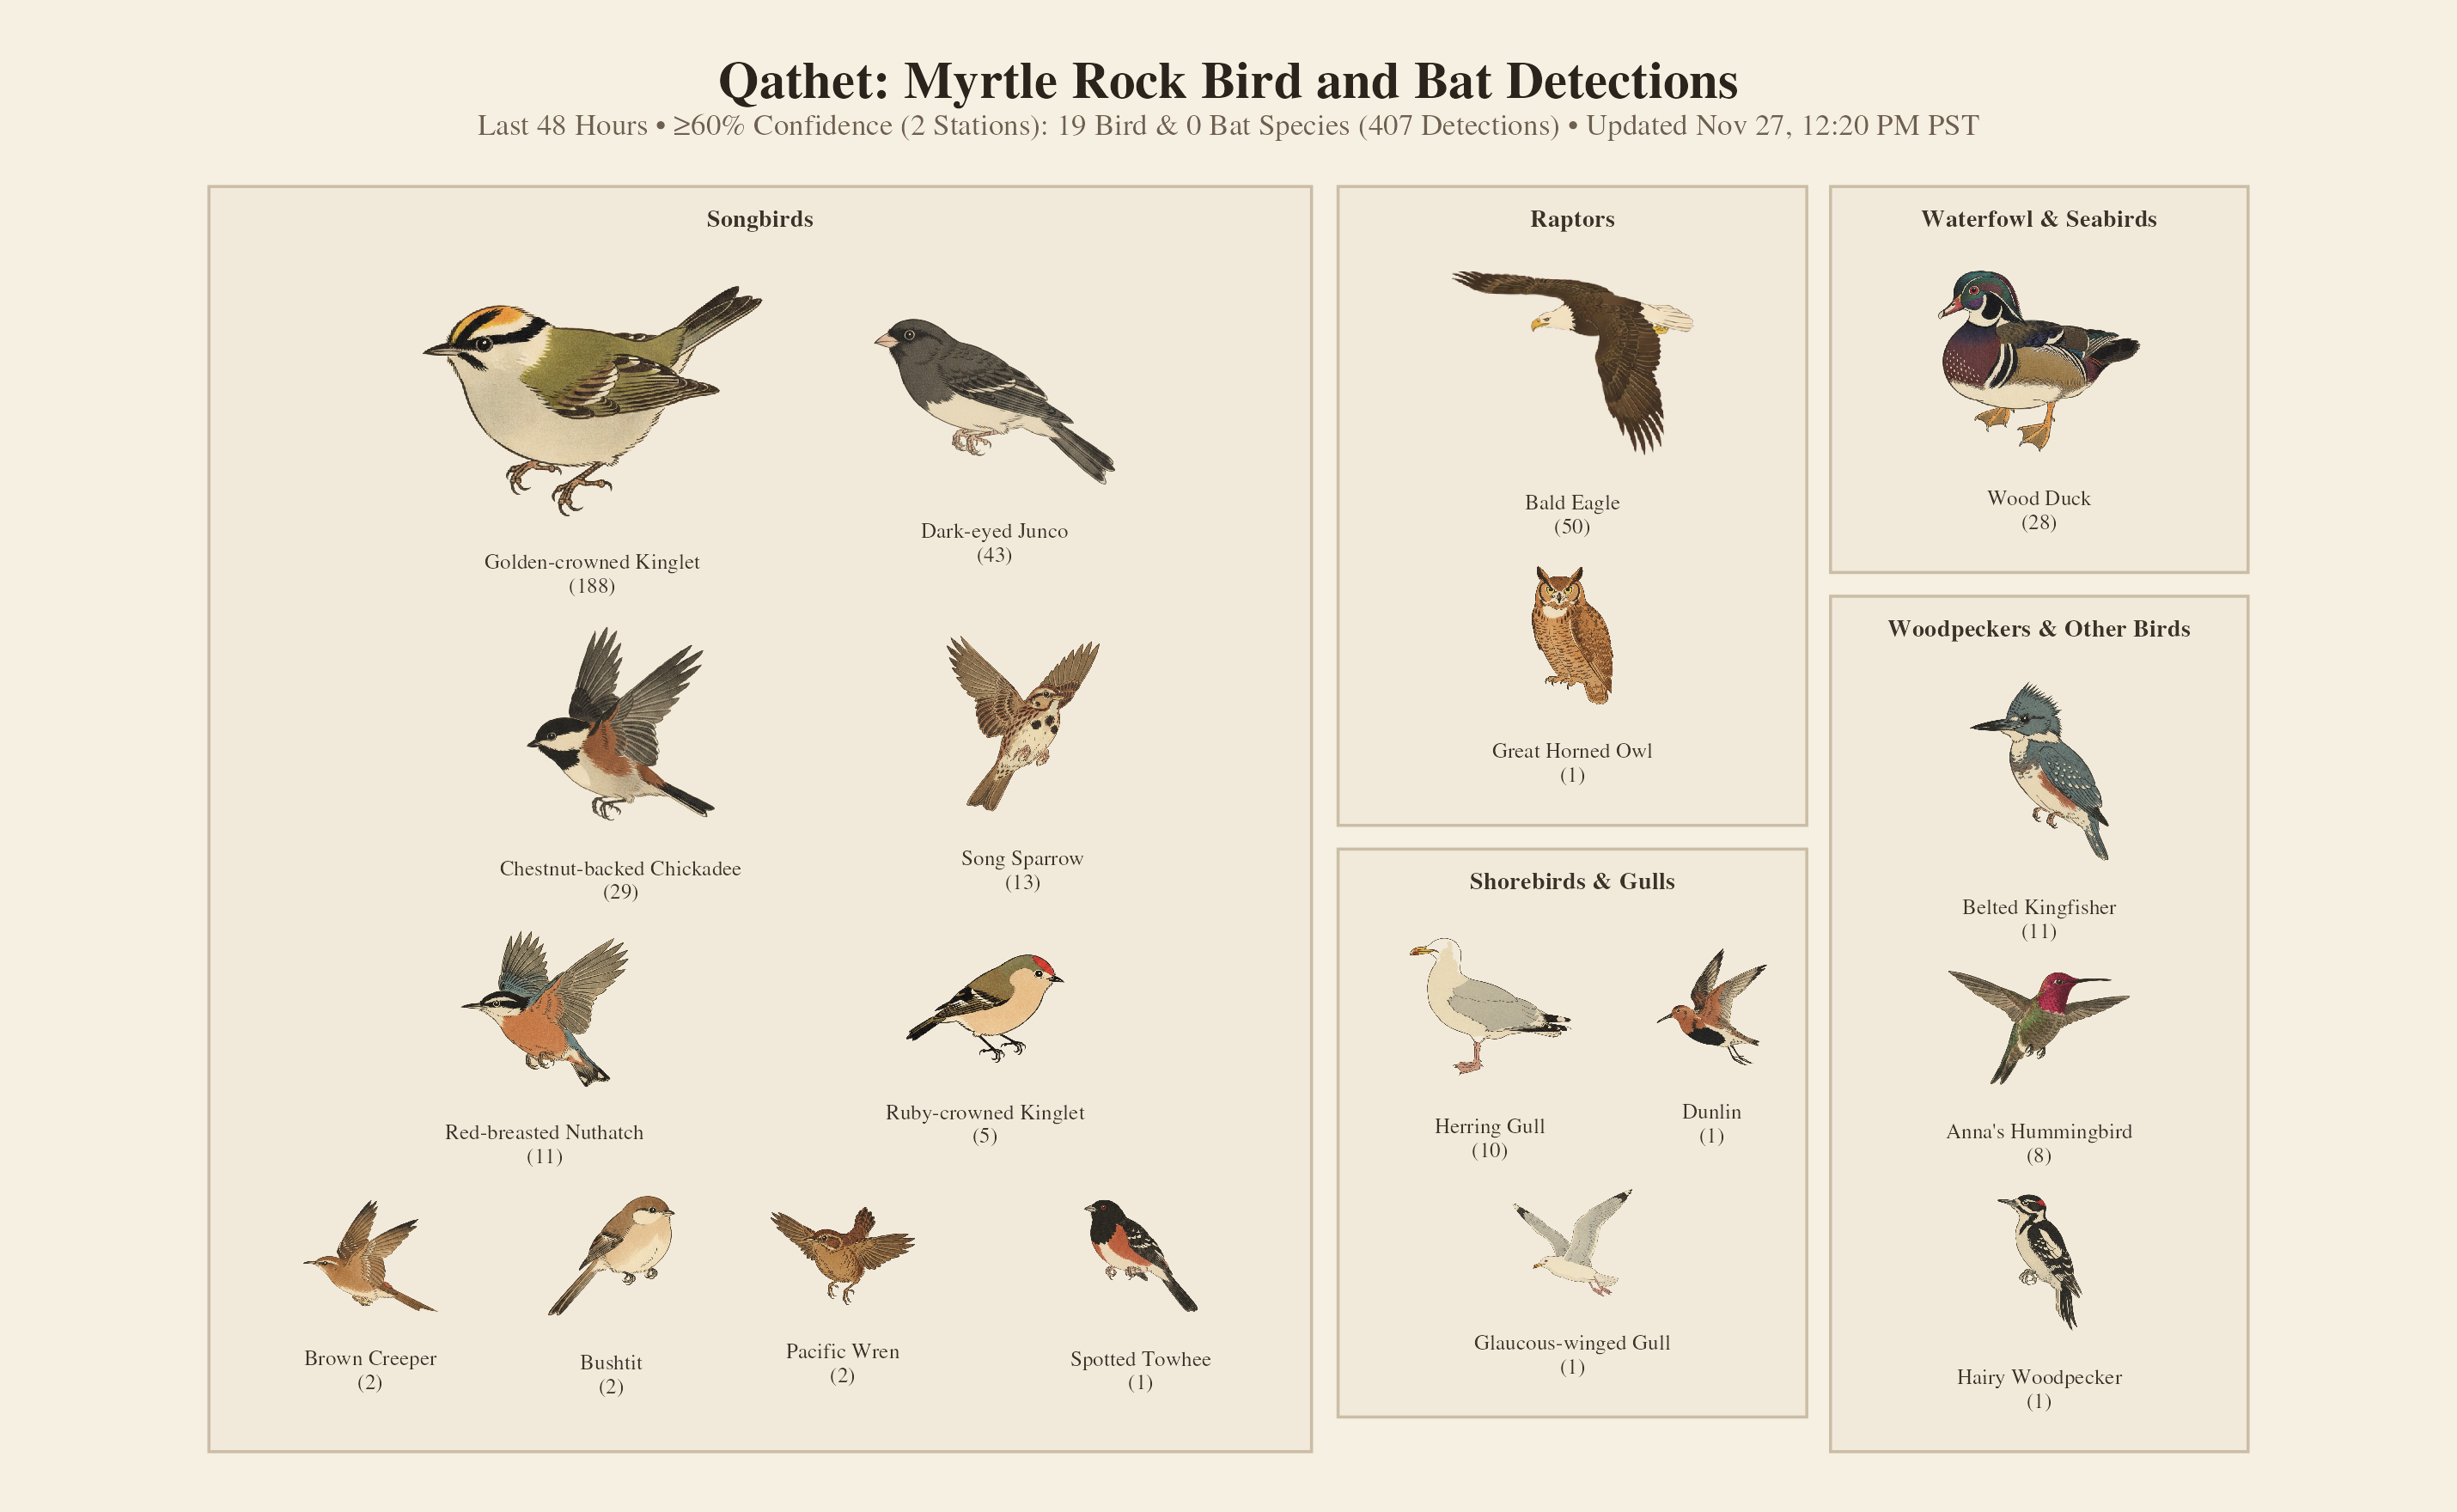 Qathet: Myrtle Rock Bird and Bat Detections
Last 48 Hours • ≥60% Confidence (2 Stations): 19 Bird & 0 Bat Species (407 Detections) • Updated Nov 27, 12:20 PM PST
Songbirds
Golden-crowned Kinglet
(188)
Dark-eyed Junco
(43)
Chestnut-backed Chickadee
(29)
Song Sparrow
(13)
Red-breasted Nuthatch
(11)
Ruby-crowned Kinglet
(5)
Brown Creeper
(2)
Bushtit
(2)
Pacific Wren
(2)
Spotted Towhee
(1)
Raptors
Bald Eagle
(50)
Great Horned Owl
(1)
Shorebirds & Gulls
Herring Gull
(10)
Dunlin
(1)
Glaucous-winged Gull
(1)
Waterfowl & Seabirds
Wood Duck
(28)
Woodpeckers & Other Birds
Belted Kingfisher
(11)
Anna's Hummingbird
(8)
Hairy Woodpecker
(1)